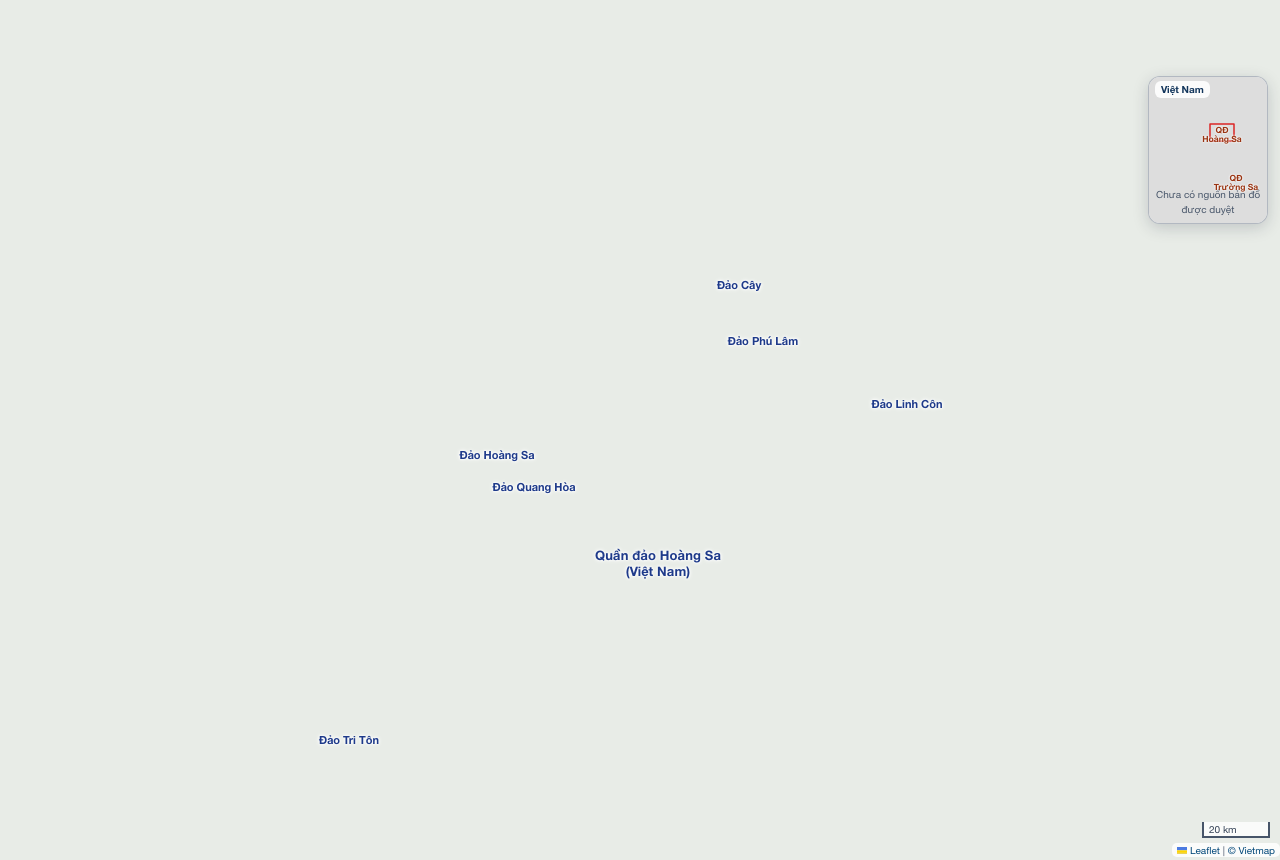 Việt Nam
QĐ
Hoàng Sa
QĐ
Trường Sa
Chưa có nguồn bản đồ
được duyệt
Đảo Cây
Đảo Phú Lâm
Đảo Linh Côn
Đảo Hoàng Sa
Đảo Quang Hòa
Quần đảo Hoàng Sa
(Việt Nam)
Đảo Tri Tôn
20 km
Leaflet | © Vietmap